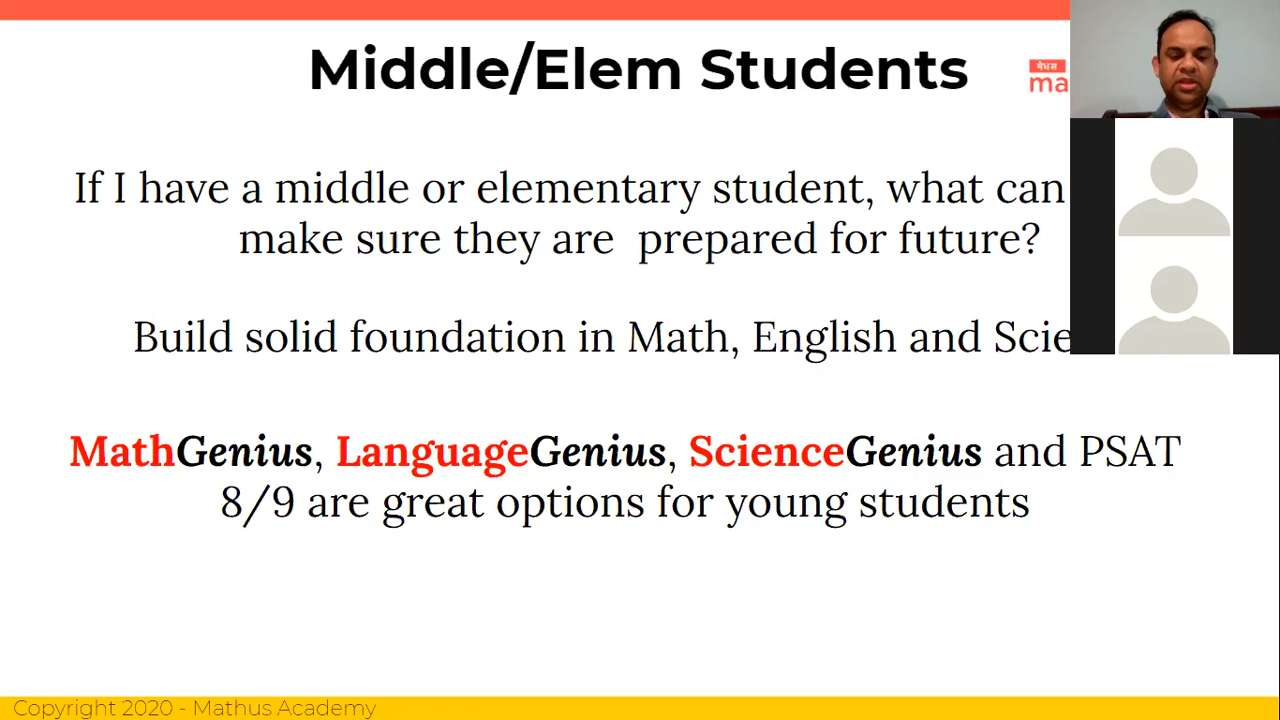 Middle/Elem Students
मेधस
ma
If I have a middle or elementary student, what can
make sure they are prepared for future?
Build solid foundation in Math, English and Scie
MathGenius, LanguageGenius, ScienceGenius and PSAT
8/9 are great options for young students
Copyright 2020 - Mathus Academy